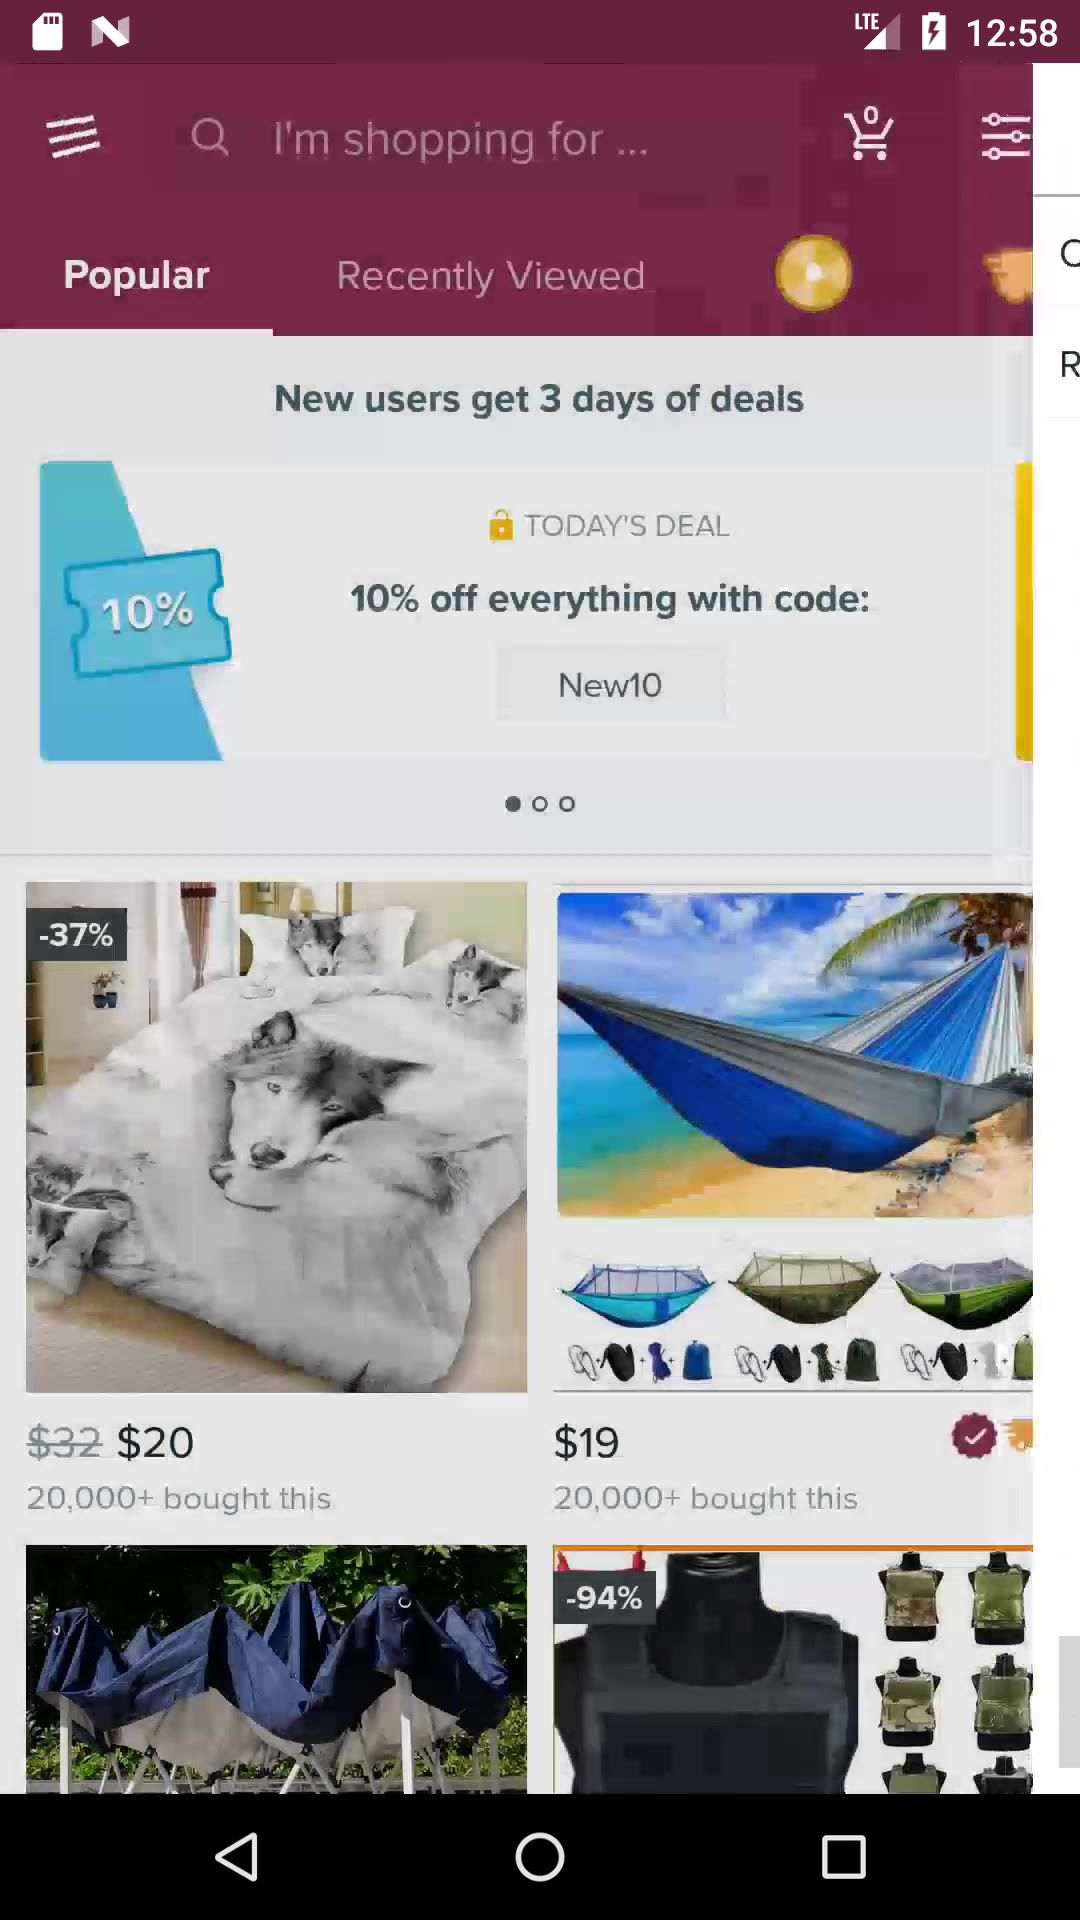 LTE 12:58
I'm shopping for ...
0
Popular
Recently Viewed
New users get 3 days of deals
TODAY'S DEAL
10%
10% off everything with code:
New10
-37%
$32 $20
20,000+ bought this
$19
20,000+ bought this
-94%